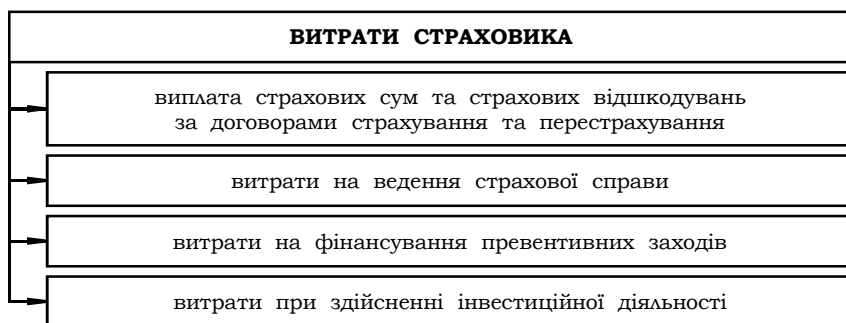 ВИТРАТИ СТРАХОВИКА
виплата страхових сум та страхових відшкодувань
за договорами страхування та перестрахування
витрати на ведення страхової справи
витрати на фінансування превентивних заходів
витрати при здійсненні інвестиційної діяльності